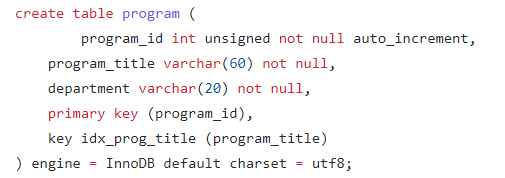 create table program (
program_id int unsigned not null auto_increment,
program_title varchar(60) not null,
department varchar(20) not null,
primary key (program_id),
key idx_prog_title (program_title)
) engine = InnoDB default charset = utf8;